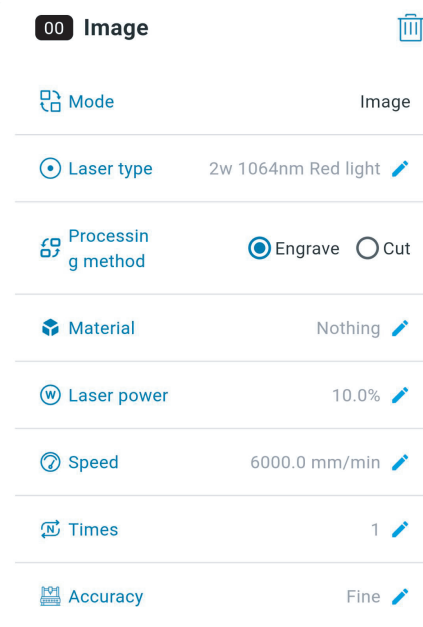 00 Image
Mode Image
Laser type 2w 1064nm Red light
Processin
g method Engrave Cut
Material Nothing
W Laser power 10.0%
Speed 6000.0 mm/min
N Times 1
Accuracy Fine